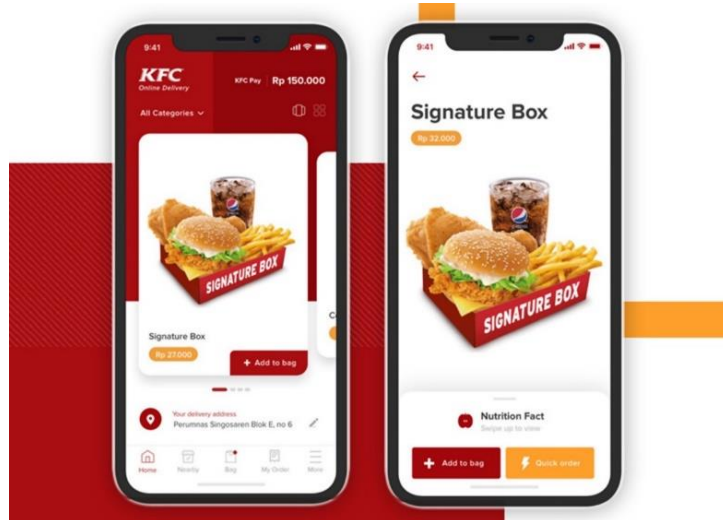 9:41
KFC
Online Delivery
KFC Pay
Rp 150.000
All Categories
SIGNATURE BOX
Signature Box
Rp 27.000
+ Add to bag
C
Your delivery address
Perumnas Singosaren Blok E, no 6
Home
Nearby
Bag
My Order
More
9:41
Signature Box
Rp 32.000
pepsi
SIGNATURE BOX
Nutrition Fact
Swipe up to view
+ Add to bag
Quick order